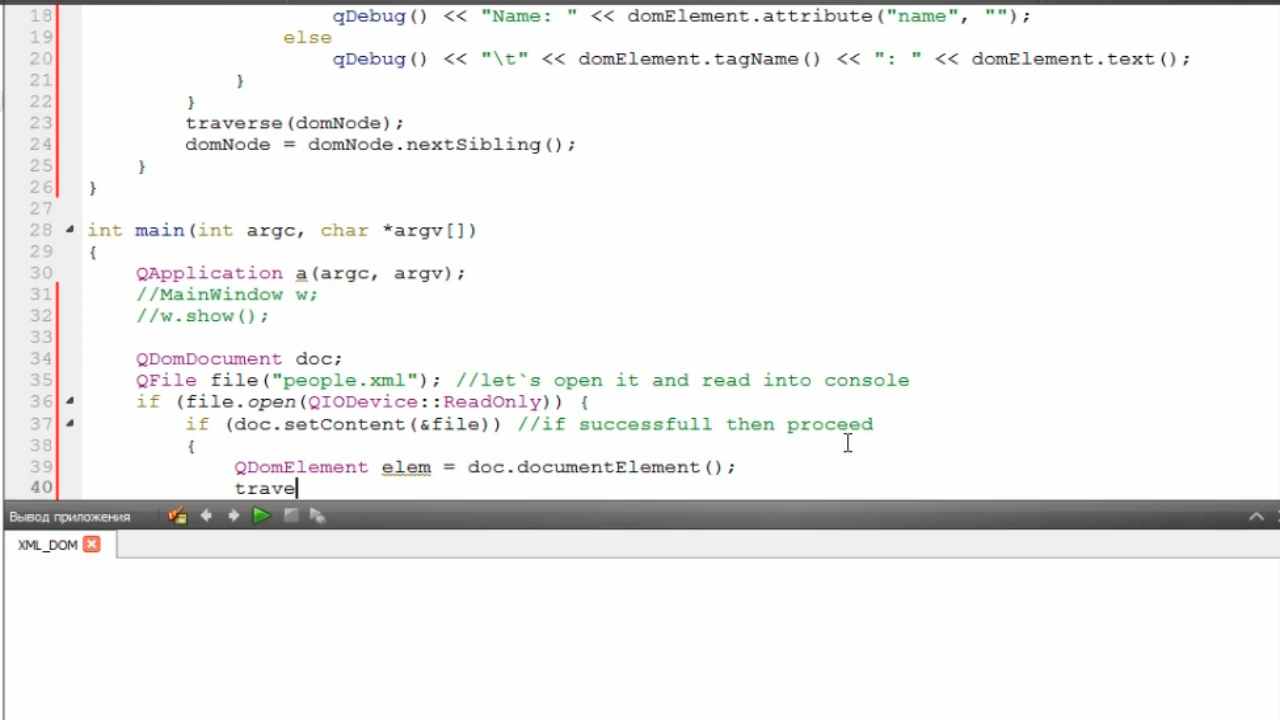 18 qDebug() << "Name: " << domElement.attribute("name", "");
19 else
20 qDebug() << "\t" << domElement.tagName() << ": " << domElement.text();
21 }
22 }
23 traverse(domNode);
24 domNode = domNode.nextSibling();
25 }
26 }
27
28 int main(int argc, char *argv[])
29 {
30 QApplication a(argc, argv);
31 //MainWindow w;
32 //w.show();
33
34 QDomDocument doc;
35 QFile file("people.xml"); //let`s open it and read into console
36 if (file.open(QIODevice::ReadOnly)) {
37 if (doc.setContent(&file)) //if successfull then proceed
38 {
39 QDomElement elem = doc.documentElement();
40 trave
Вывод приложения
XML_DOM